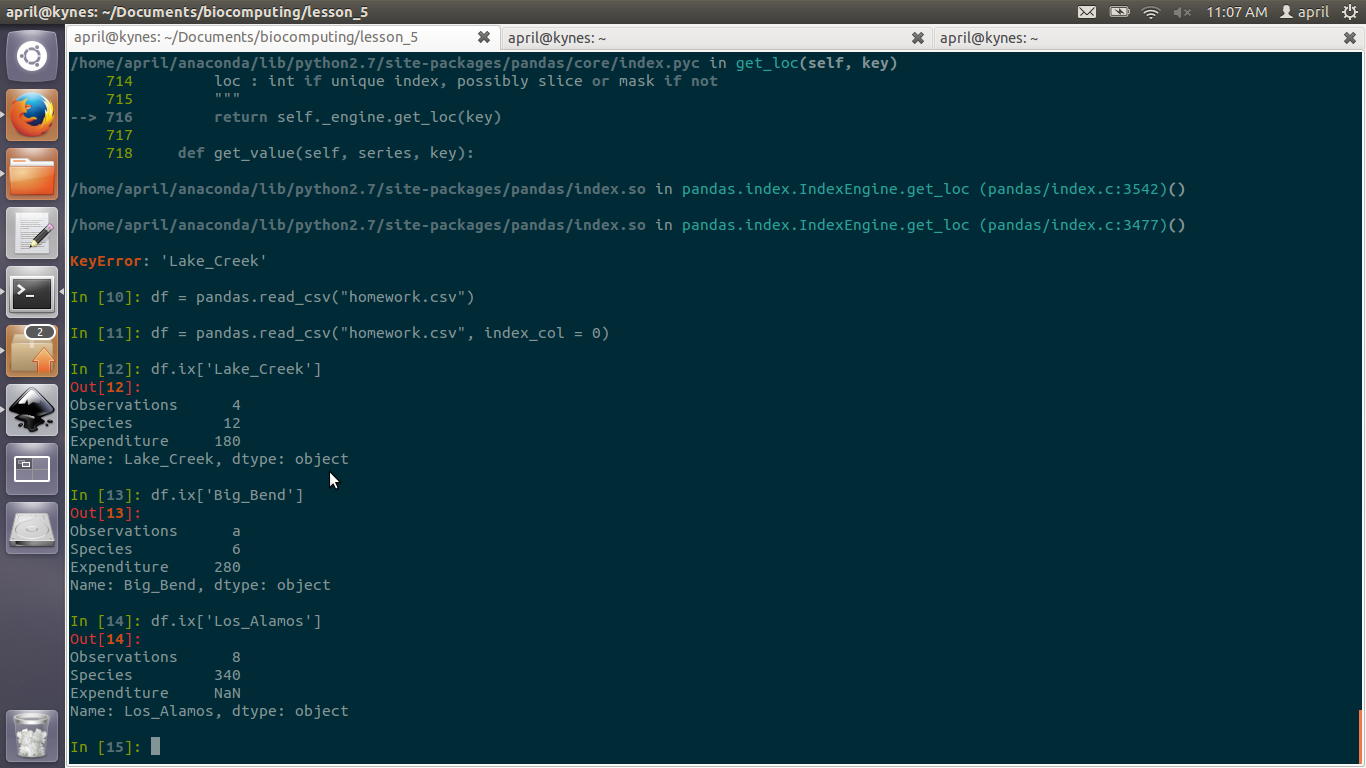 april@kynes: ~/Documents/biocomputing/lesson_5 11:07 AM april
april@kynes: ~/Documents/biocomputing/lesson_5 april@kynes: ~ april@kynes: ~
/home/april/anaconda/lib/python2.7/site-packages/pandas/core/index.pyc in get_loc(self, key)
    714         loc : int if unique index, possibly slice or mask if not
    715         """
--> 716         return self._engine.get_loc(key)
    717
    718     def get_value(self, series, key):
/home/april/anaconda/lib/python2.7/site-packages/pandas/index.so in pandas.index.IndexEngine.get_loc (pandas/index.c:3542)()
/home/april/anaconda/lib/python2.7/site-packages/pandas/index.so in pandas.index.IndexEngine.get_loc (pandas/index.c:3477)()
KeyError: 'Lake_Creek'
In [10]: df = pandas.read_csv("homework.csv")
In [11]: df = pandas.read_csv("homework.csv", index_col = 0)
In [12]: df.ix['Lake_Creek']
Out[12]:
Observations      4
Species          12
Expenditure     180
Name: Lake_Creek, dtype: object
In [13]: df.ix['Big_Bend']
Out[13]:
Observations      a
Species           6
Expenditure     280
Name: Big_Bend, dtype: object
In [14]: df.ix['Los_Alamos']
Out[14]:
Observations      8
Species         340
Expenditure     NaN
Name: Los_Alamos, dtype: object
In [15]:
>_
2